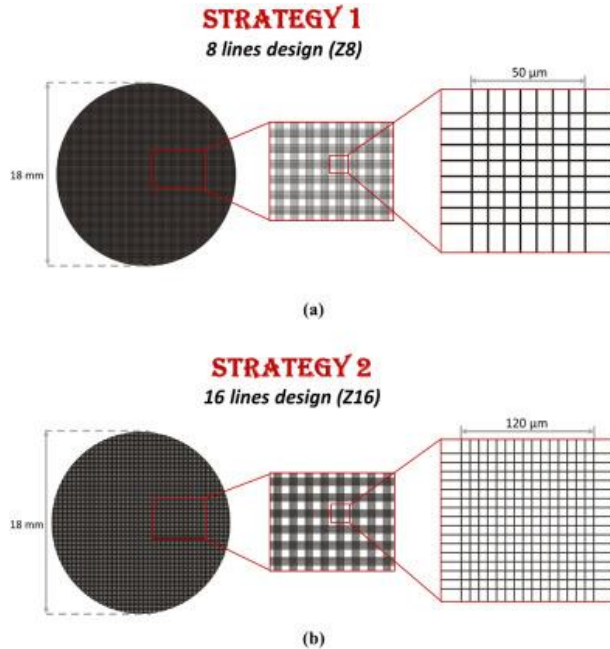 STRATEGY 1
8 lines design (Z8)
50 µm
18 mm
(a)
STRATEGY 2
16 lines design (Z16)
120 µm
18 mm
(b)